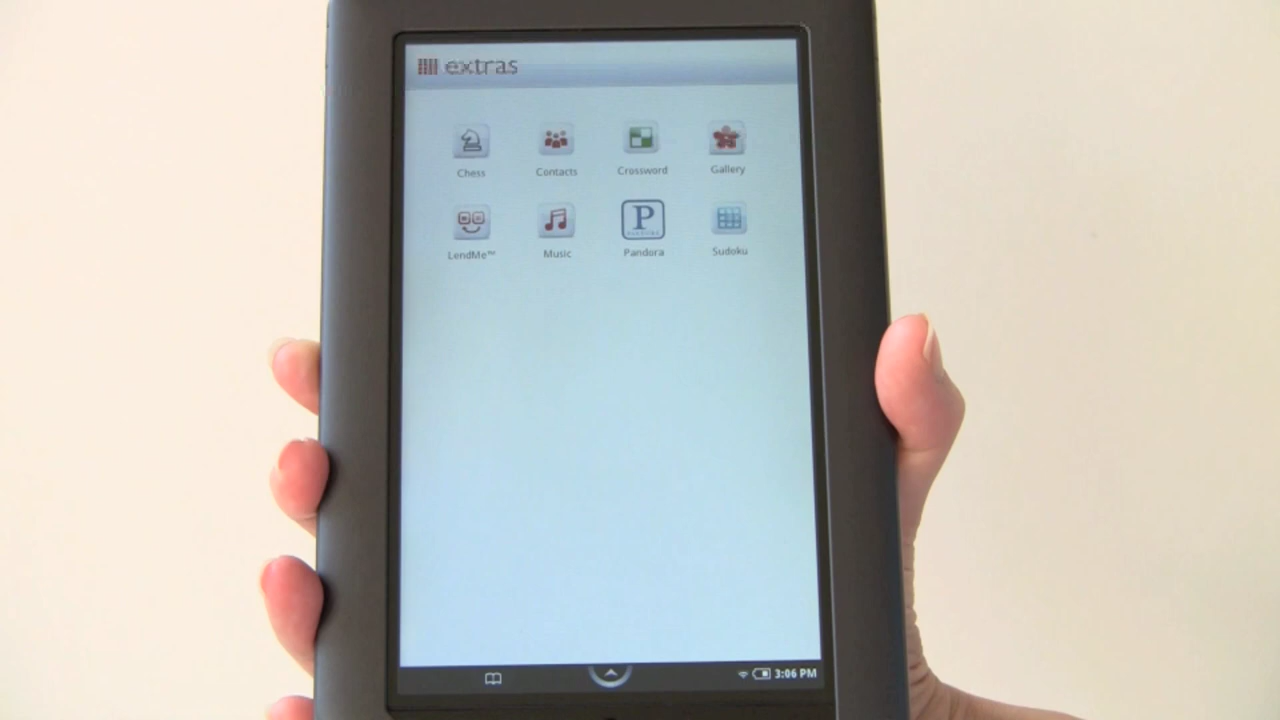 extras
Chess Contacts Crossword Gallery
LendMe™ Music Pandora Sudoku
3:06 PM